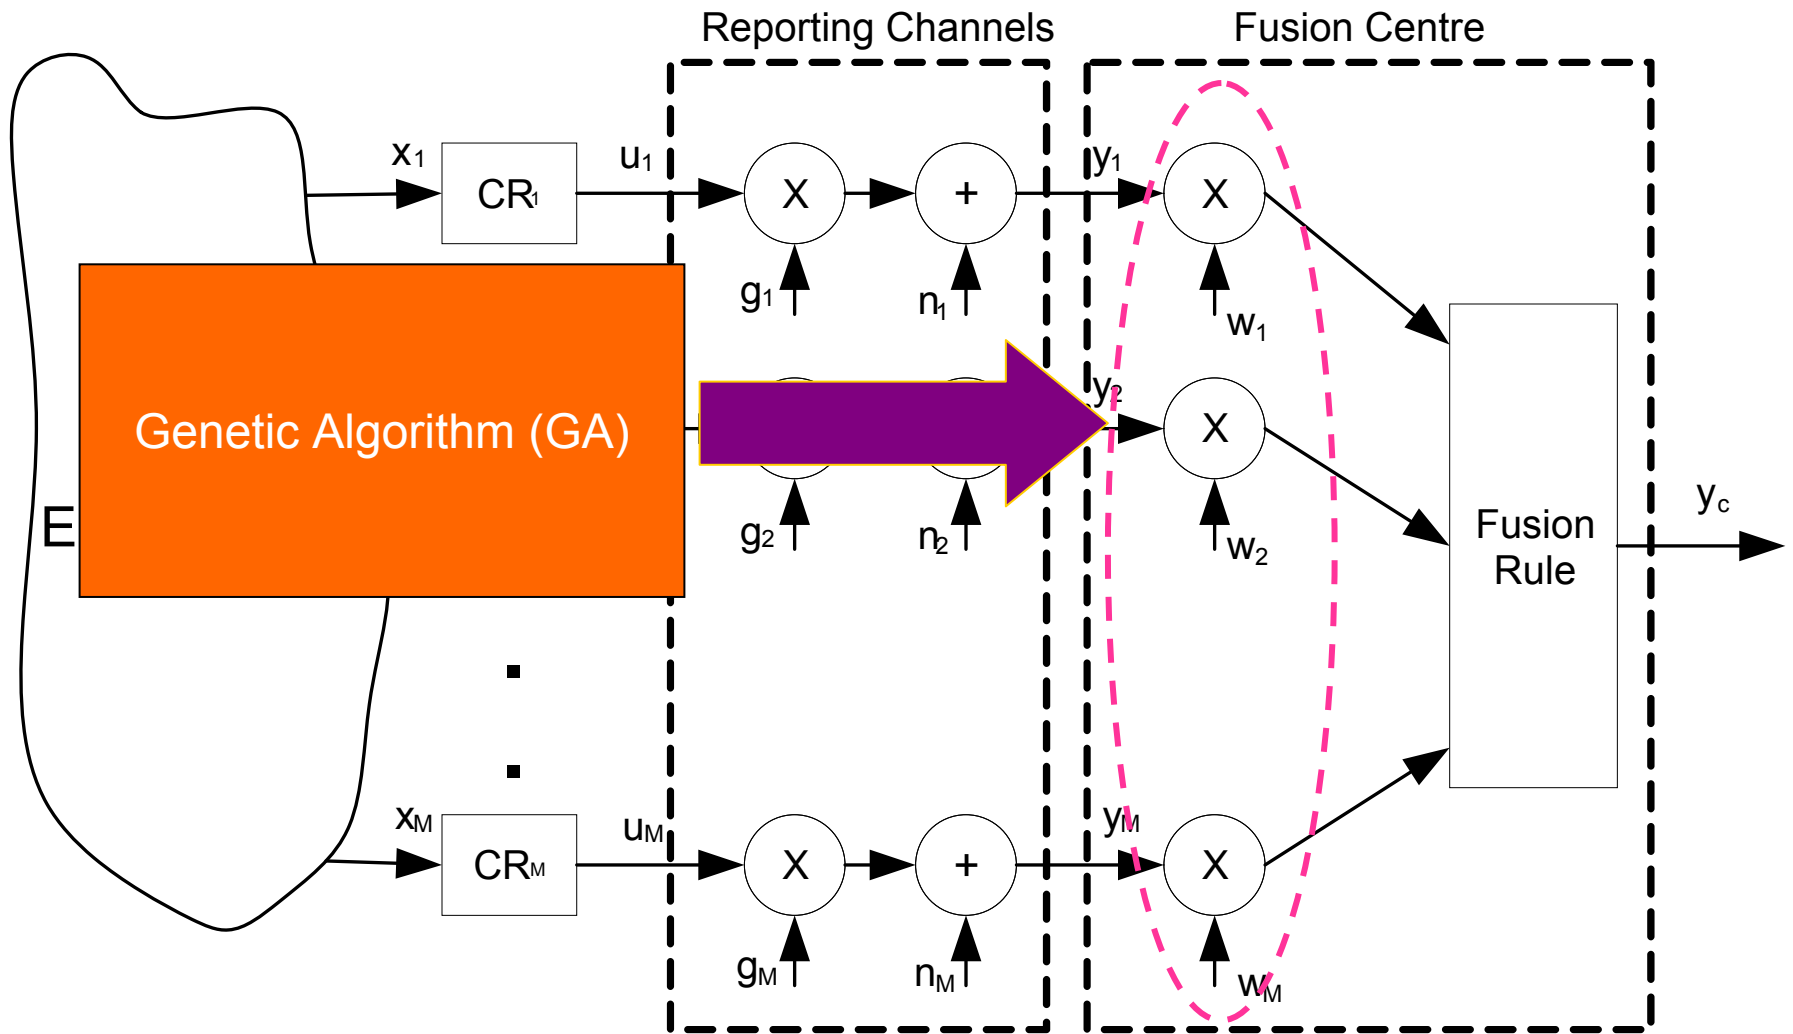 Reporting Channels
Fusion Centre
x1
CR1
u1
X
+
y1
X
g1
n1
w1
Genetic Algorithm (GA)
y2
X
E
g2
n2
w2
Fusion
Rule
yc
xM
CRM
uM
X
+
yM
X
gM
nM
wM